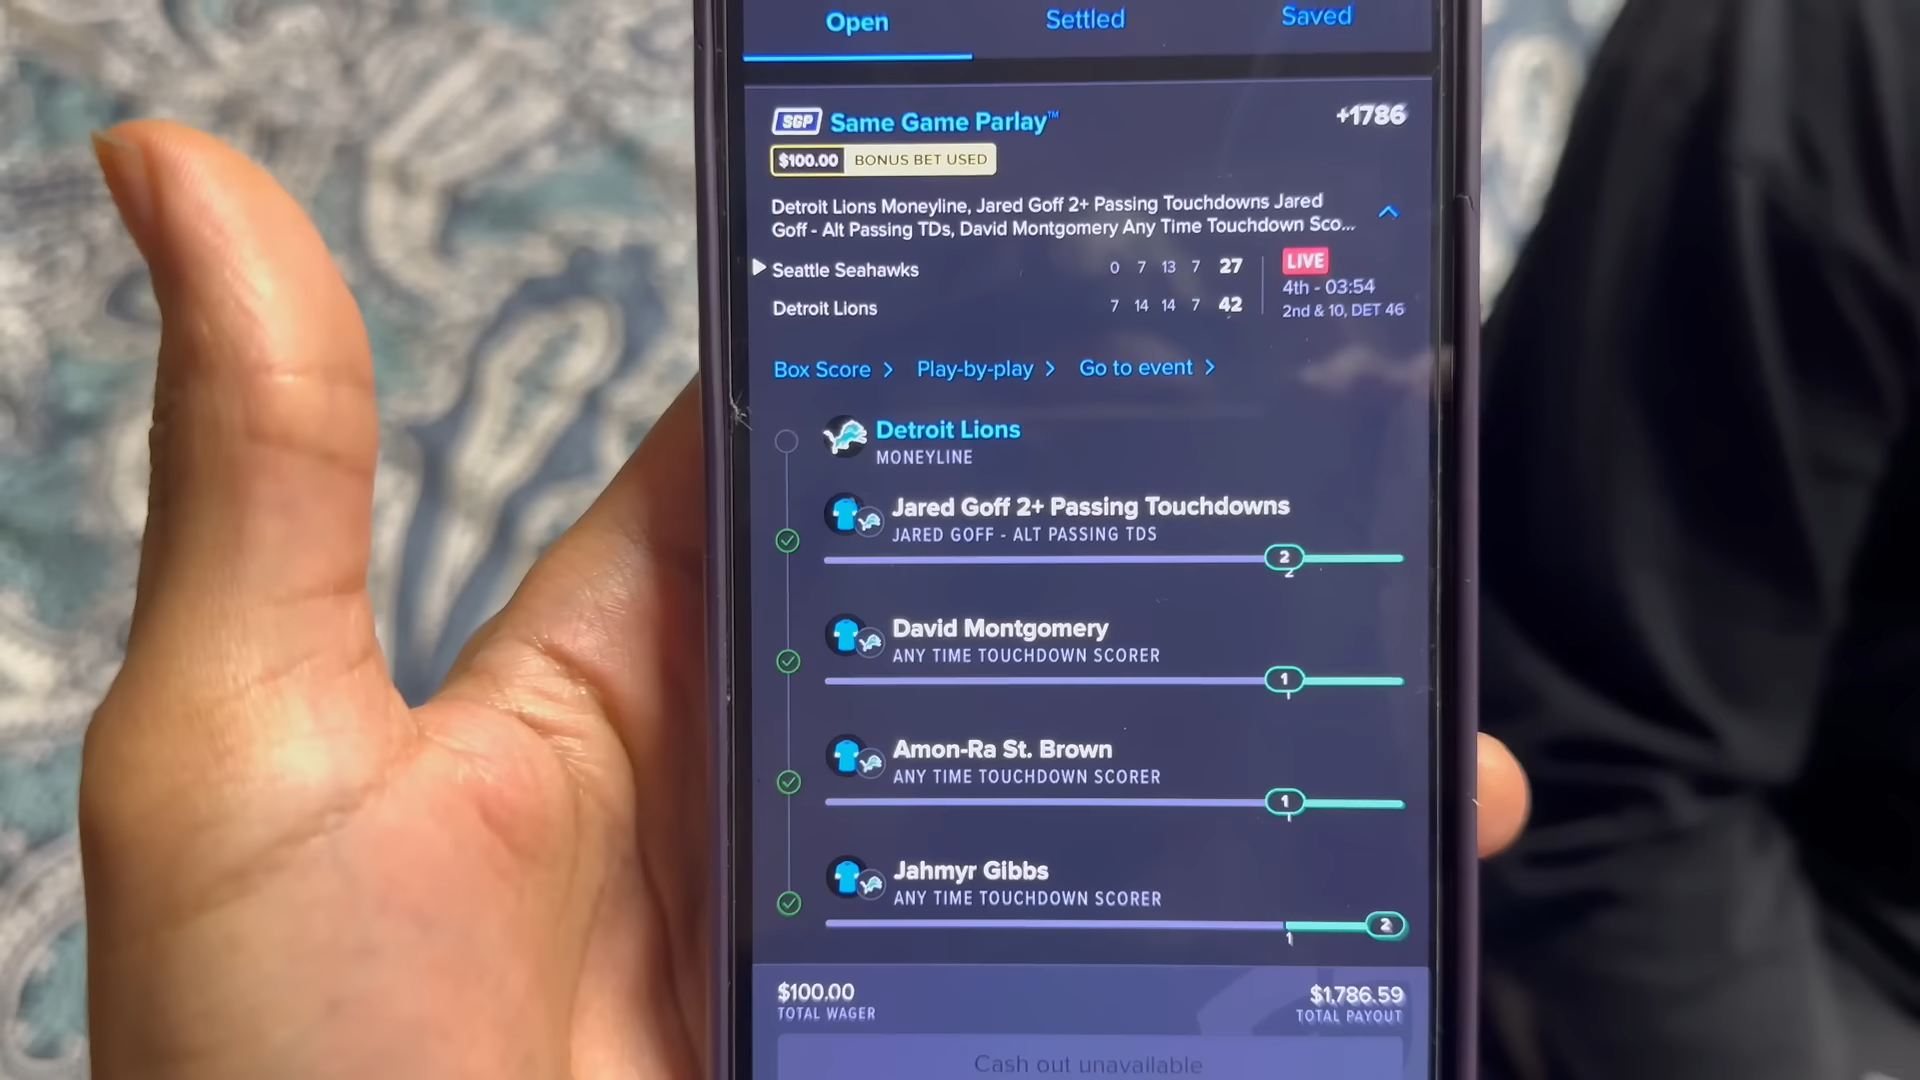 Open Settled Saved
SGP Same Game Parlay™ +1786
$100.00 BONUS BET USED
Detroit Lions Moneyline, Jared Goff 2+ Passing Touchdowns Jared
Goff - Alt Passing TDs, David Montgomery Any Time Touchdown Sco...
Seattle Seahawks 0 7 13 7 27 LIVE
4th - 03:54
Detroit Lions 7 14 14 7 42 2nd & 10, DET 46
Box Score > Play-by-play > Go to event >
Detroit Lions
MONEYLINE
Jared Goff 2+ Passing Touchdowns
JARED GOFF - ALT PASSING TDS
2
2
David Montgomery
ANY TIME TOUCHDOWN SCORER
1
1
Amon-Ra St. Brown
ANY TIME TOUCHDOWN SCORER
1
1
Jahmyr Gibbs
ANY TIME TOUCHDOWN SCORER
2
1
$100.00 $1,786.59
TOTAL WAGER TOTAL PAYOUT
Cash out unavailable